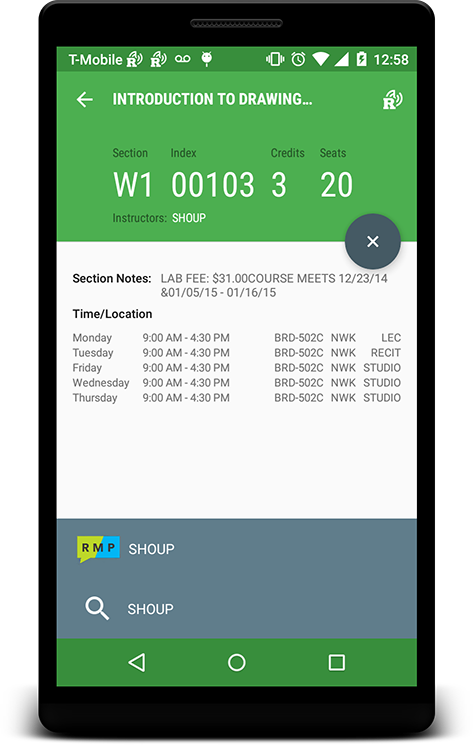 T-Mobile 12:58
INTRODUCTION TO DRAWING...
Section Index Credits Seats
W1 00103 3 20
Instructors: SHOUP
Section Notes: LAB FEE: $31.00COURSE MEETS 12/23/14
&01/05/15 - 01/16/15
Time/Location
Monday 9:00 AM - 4:30 PM BRD-502C NWK LEC
Tuesday 9:00 AM - 4:30 PM BRD-502C NWK RECIT
Friday 9:00 AM - 4:30 PM BRD-502C NWK STUDIO
Wednesday 9:00 AM - 4:30 PM BRD-502C NWK STUDIO
Thursday 9:00 AM - 4:30 PM BRD-502C NWK STUDIO
RMP SHOUP
SHOUP